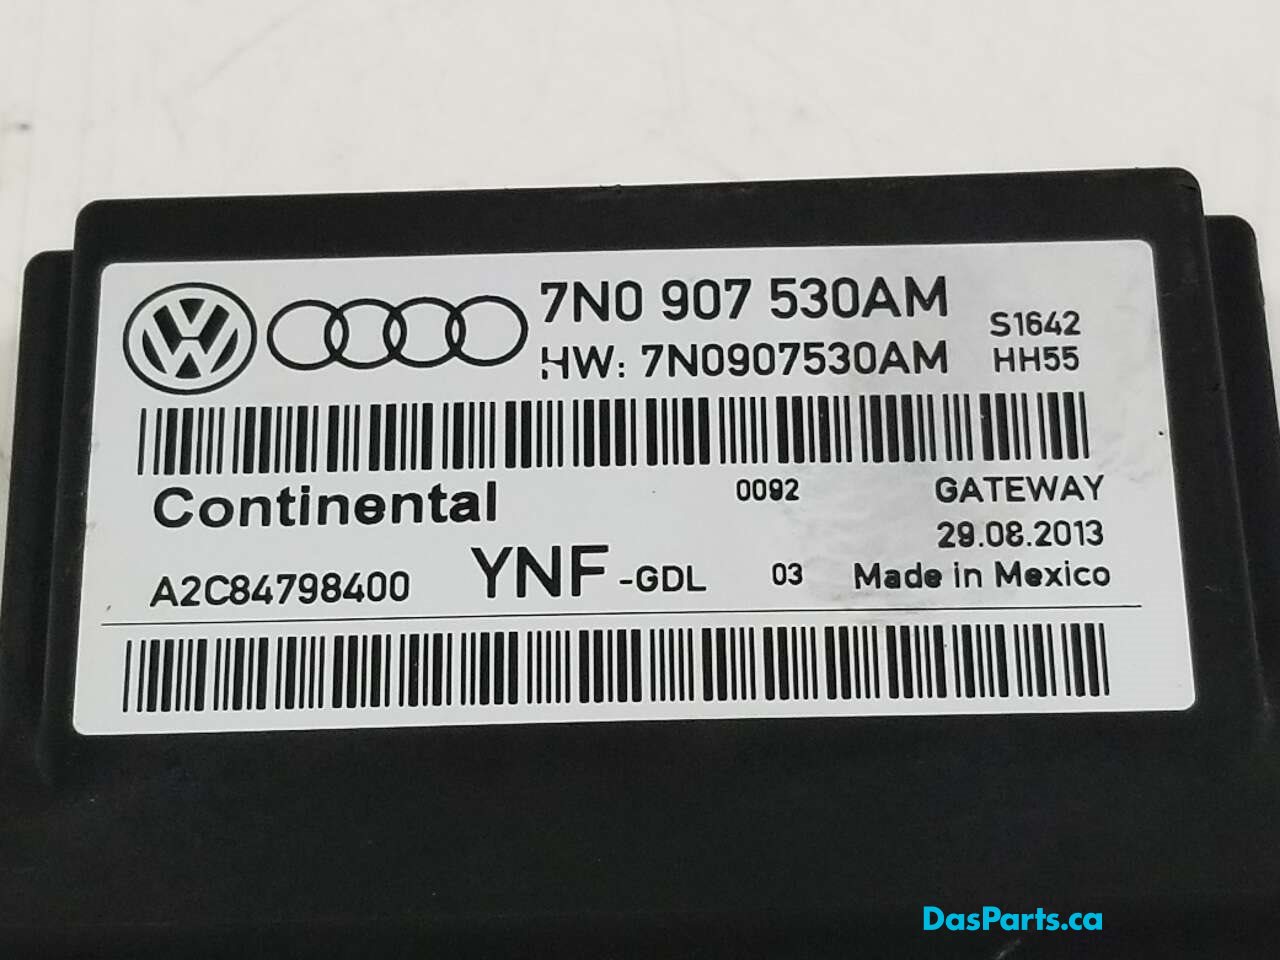 7N0 907 530AM
S1642
HW: 7N0907530AM
HH55
Continental
0092
GATEWAY
29.08.2013
A2C84798400
YNF -GDL
03
Made in Mexico
DasParts.ca